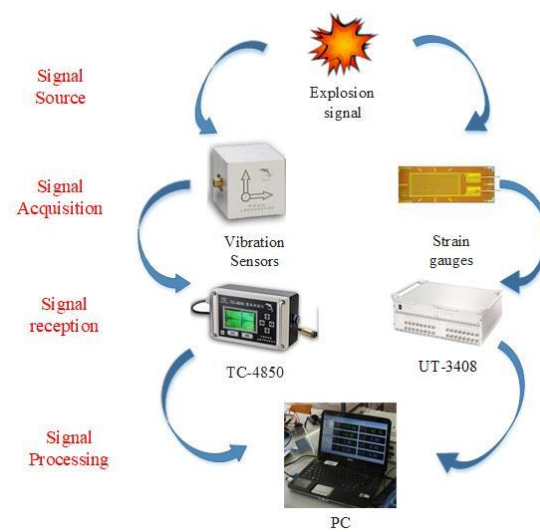 Signal
Source
Explosion
signal
Signal
Acquisition
Vibration
Sensors
Strain
gauges
Signal
reception
TC-4850
UT-3408
Signal
Processing
PC